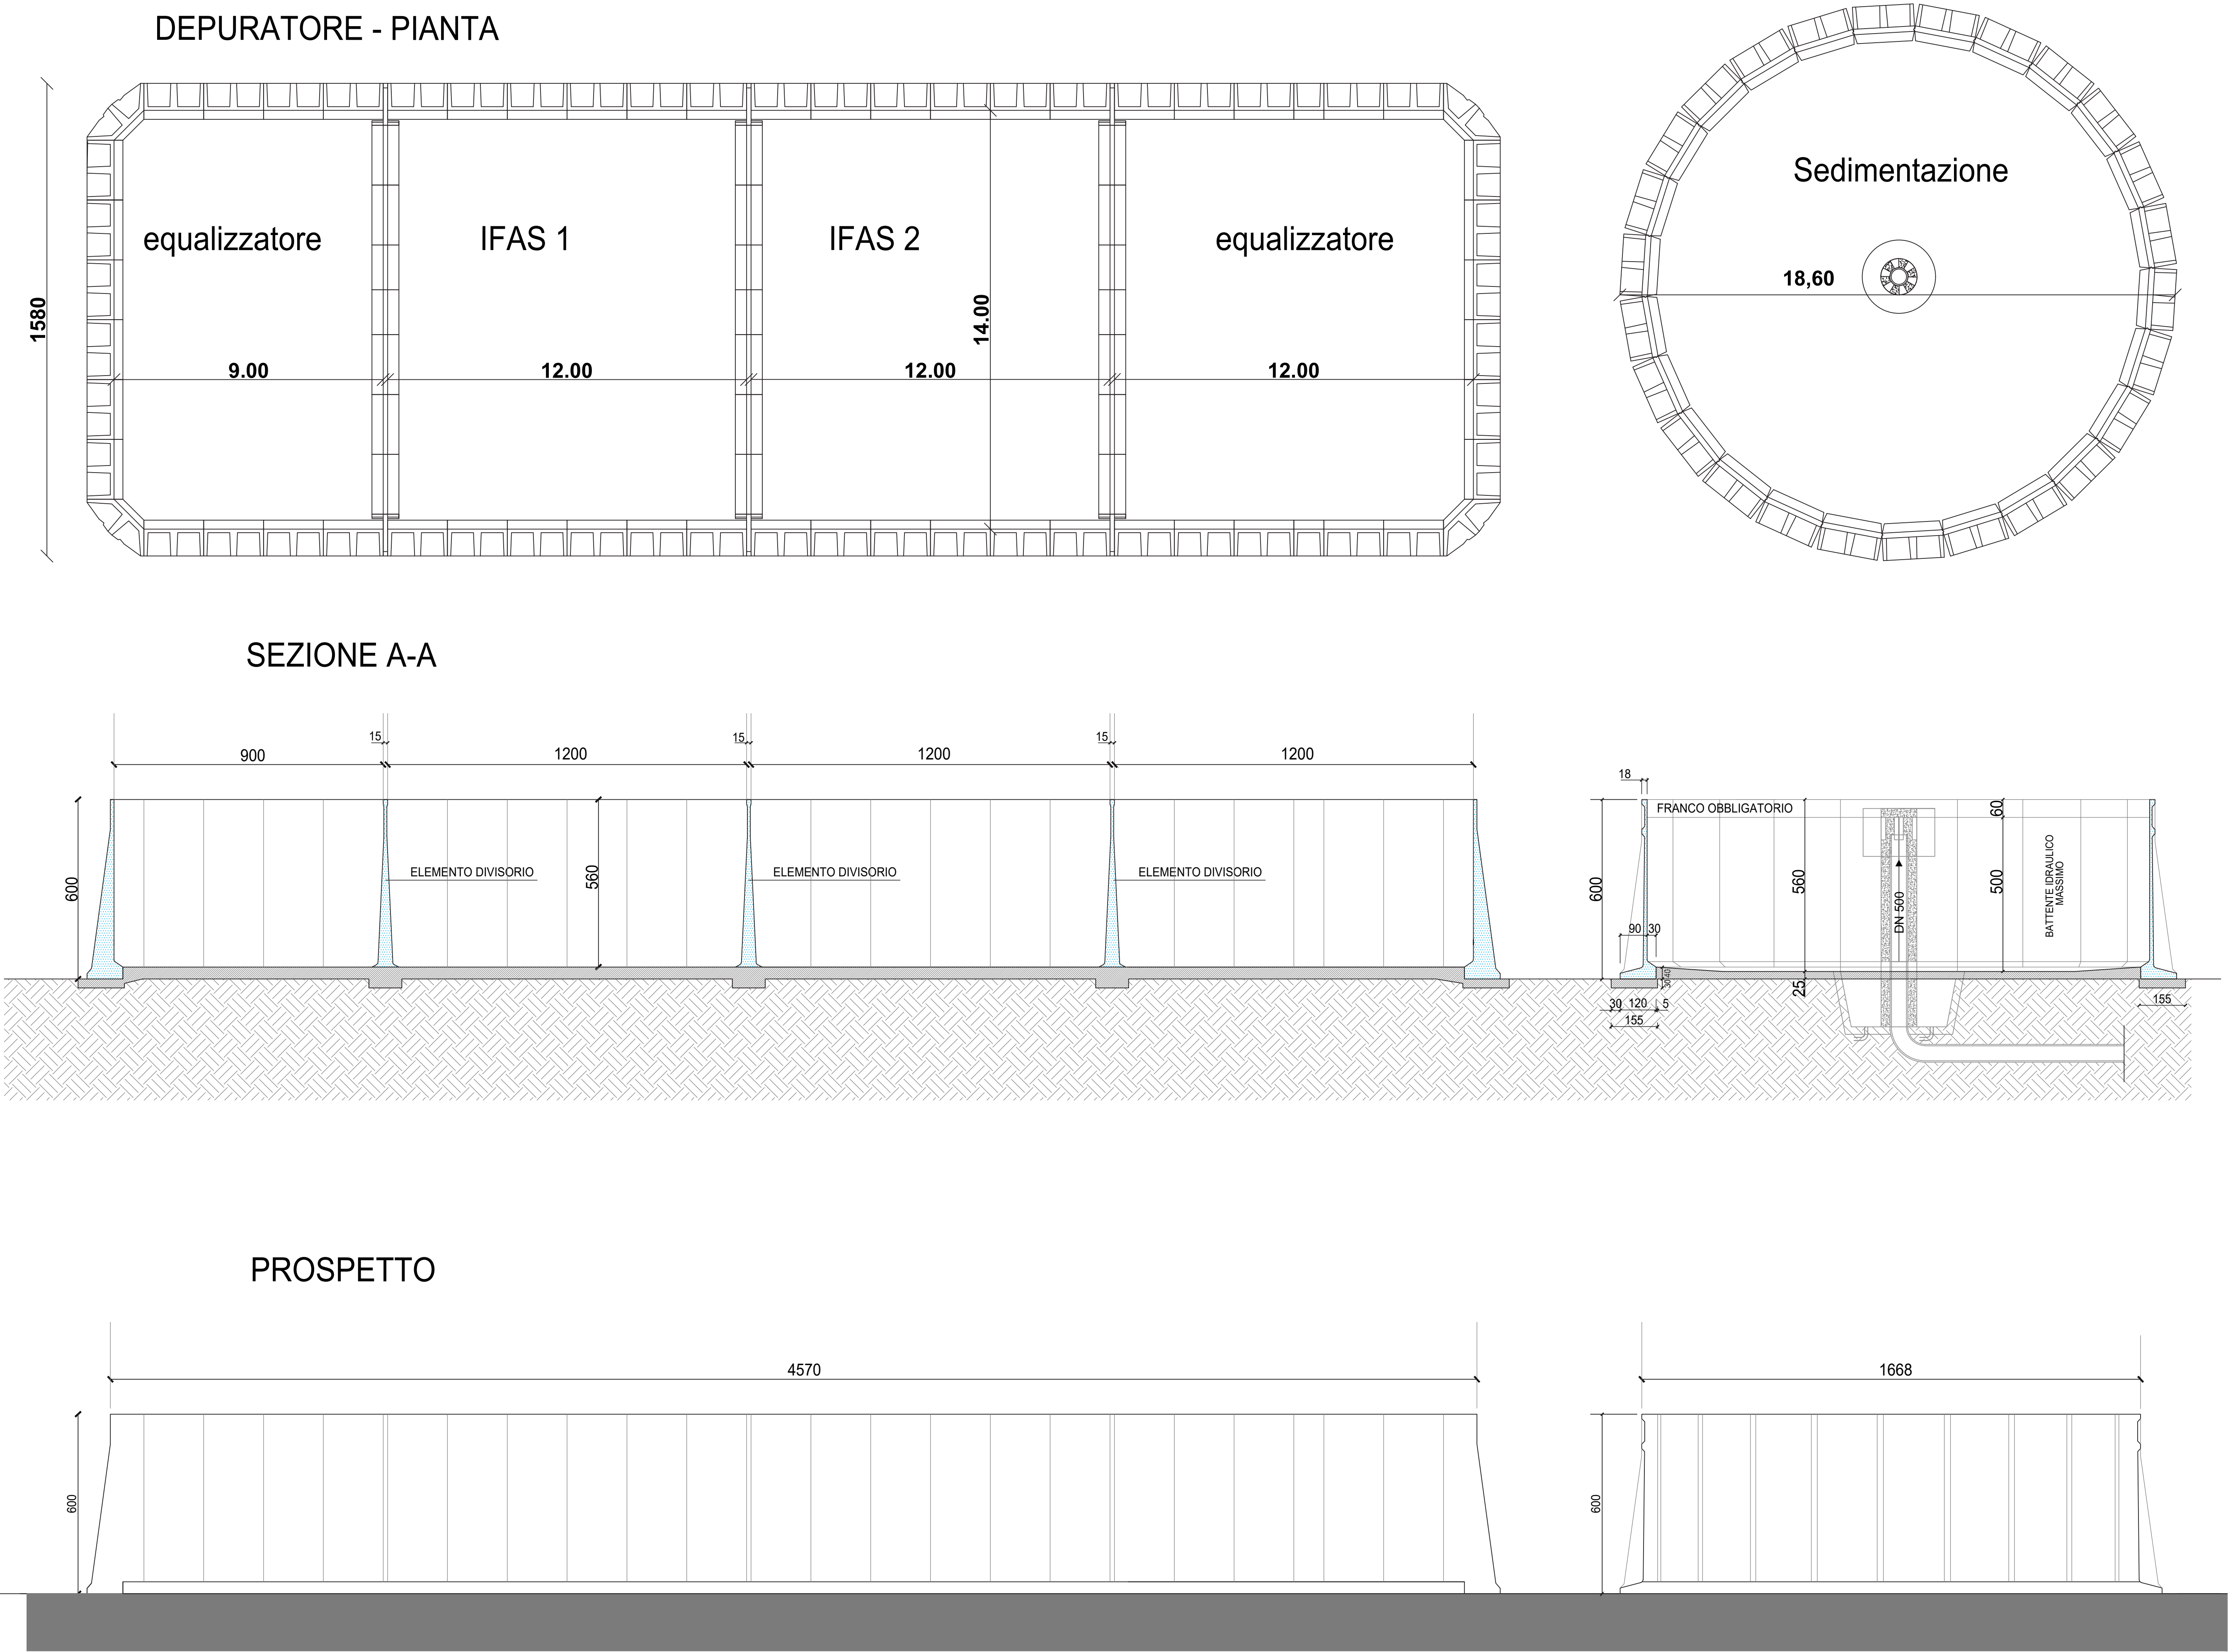 DEPURATORE - PIANTA
1580
equalizzatore
IFAS 1
IFAS 2
equalizzatore
14.00
9.00
12.00
12.00
12.00
Sedimentazione
18,60
SEZIONE A-A
900
15
1200
15
1200
15
1200
600
560
ELEMENTO DIVISORIO
ELEMENTO DIVISORIO
ELEMENTO DIVISORIO
18
FRANCO OBBLIGATORIO
60
600
560
DN 500
500
BATTENTE IDRAULICO
MASSIMO
90
30
40
30
25
30
120
5
155
155
PROSPETTO
4570
600
1668
600